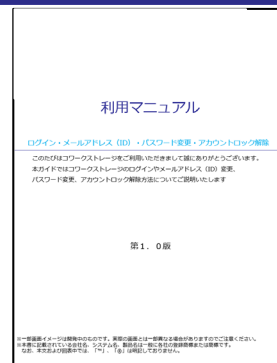 利用マニュアル
ログイン・メールアドレス（ID）・パスワード変更・アカウントロック解除
このたびはコワークストレージをご利用いただきまして誠にありがとうございます。
本ガイドではコワークストレージのログインやメールアドレス（ID）変更、
パスワード変更、アカウントロック解除方法についてご説明いたします
第１．０版
※一部画面イメージは開発中のものです。実際の画面とは一部異なる場合がありますのでご注意ください。
※本書に記載されている会社名、システム名、製品名は一般に各社の登録商標または商標です。
なお、本文および図表中では、「™」、「®」は明記しておりません。